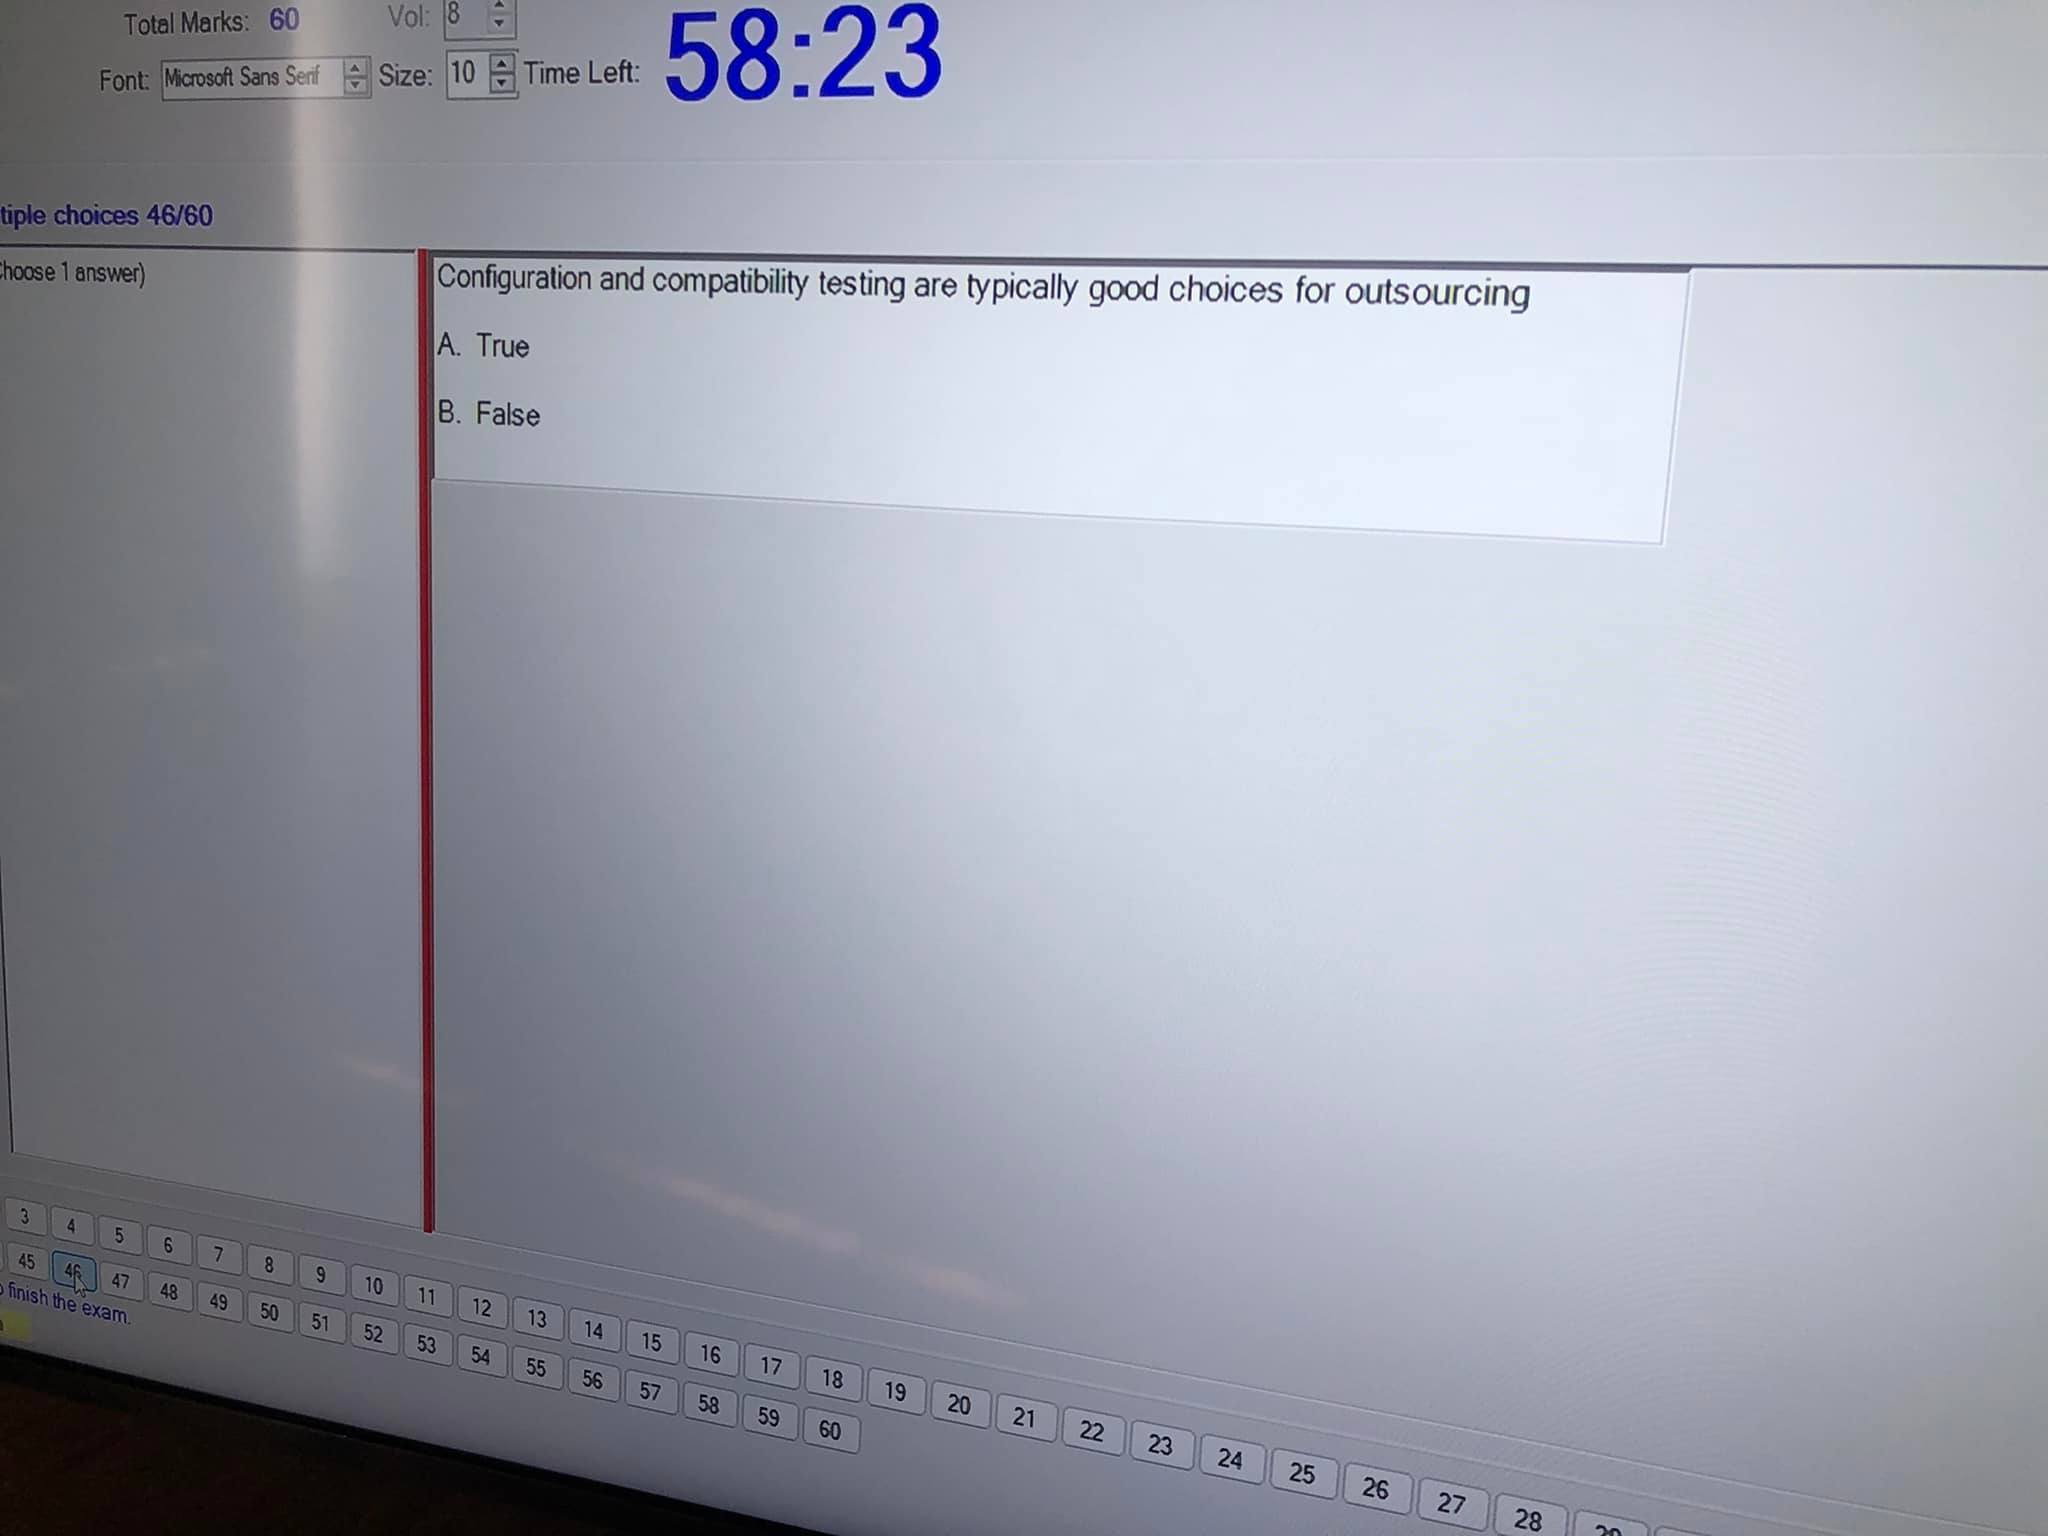 Total Marks: 60 Vol: 8
Font: Microsoft Sans Serif Size: 10 Time Left: 58:23
tiple choices 46/60
Choose 1 answer)
Configuration and compatibility testing are typically good choices for outsourcing
A. True
B. False
3 4 5 6 7 8 9 10 11 12 13 14 15 16 17 18 19 20 21 22 23 24 25 26 27 28 29
45 46 47 48 49 50 51 52 53 54 55 56 57 58 59 60
finish the exam.